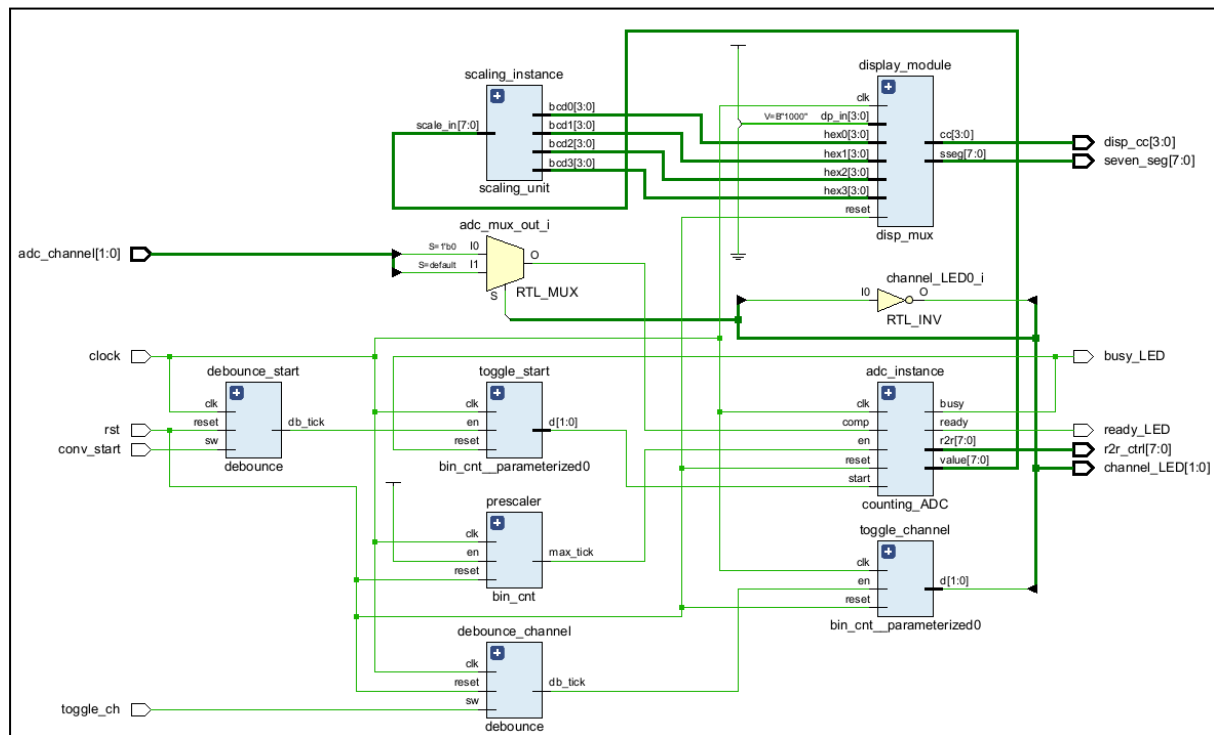 scaling_instance
scale_in[7:0]
bcd0[3:0]
bcd1[3:0]
bcd2[3:0]
bcd3[3:0]
scaling_unit
display_module
clk
V=B"1000"
dp_in[3:0]
hex0[3:0]
hex1[3:0]
hex2[3:0]
hex3[3:0]
reset
cc[3:0]
sseg[7:0]
disp_mux
disp_cc[3:0]
seven_seg[7:0]
adc_channel[1:0]
adc_mux_out_i
S=1'b0
I0
S=default
I1
O
S
RTL_MUX
channel_LED0_i
I0
O
RTL_INV
clock
rst
conv_start
debounce_start
clk
reset
sw
db_tick
debounce
toggle_start
clk
en
reset
d[1:0]
bin_cnt__parameterized0
adc_instance
clk
comp
en
reset
start
busy
ready
r2r[7:0]
value[7:0]
counting_ADC
busy_LED
ready_LED
r2r_ctrl[7:0]
channel_LED[1:0]
prescaler
clk
en
reset
max_tick
bin_cnt
toggle_channel
clk
en
reset
d[1:0]
bin_cnt__parameterized0
debounce_channel
clk
reset
sw
db_tick
debounce
toggle_ch